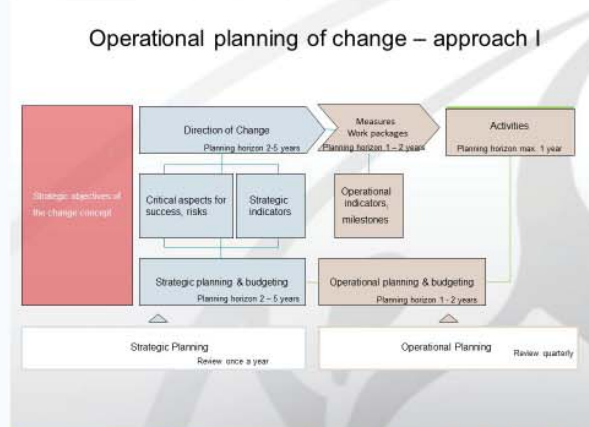 Operational planning of change – approach I
Strategic objectives of
the change concept
Direction of Change
Planning horizon 2-5 years
Measures
Work packages
Planning horizon 1 – 2 years
Activities
Planning horizon max. 1 year
Critical aspects for
success, risks
Strategic
indicators
Operational
indicators,
milestones
Strategic planning & budgeting
Planning horizon 2 – 5 years
Operational planning & budgeting
Planning horizon 1 - 2 years
Strategic Planning
Review once a year
Operational Planning
Review quarterly